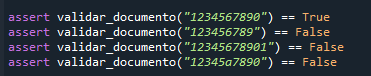 assert validar_documento("1234567890") == True
assert validar_documento("123456789") == False
assert validar_documento("12345678901") == False
assert validar_documento("12345a7890") == False